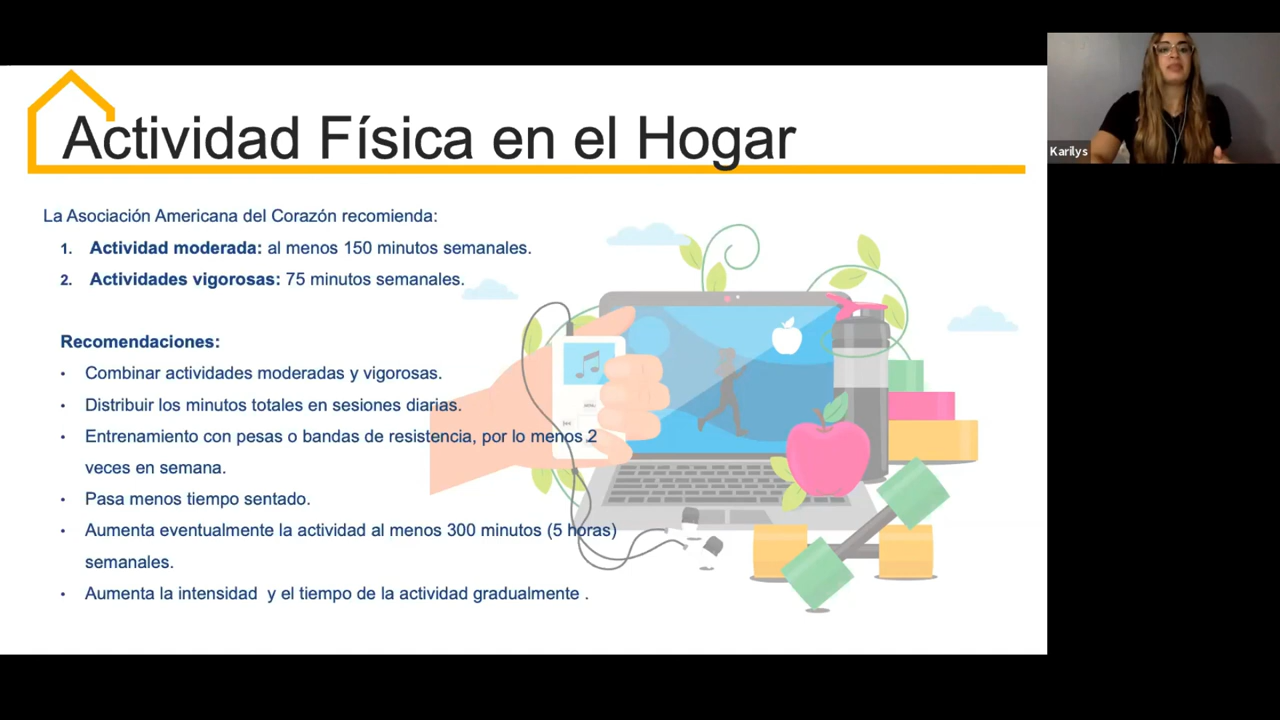 Actividad Física en el Hogar
Karilys
La Asociación Americana del Corazón recomienda:
1. Actividad moderada: al menos 150 minutos semanales.
2. Actividades vigorosas: 75 minutos semanales.
Recomendaciones:
• Combinar actividades moderadas y vigorosas.
• Distribuir los minutos totales en sesiones diarias.
• Entrenamiento con pesas o bandas de resistencia, por lo menos 2
veces en semana.
• Pasa menos tiempo sentado.
• Aumenta eventualmente la actividad al menos 300 minutos (5 horas)
semanales.
• Aumenta la intensidad  y el tiempo de la actividad gradualmente .